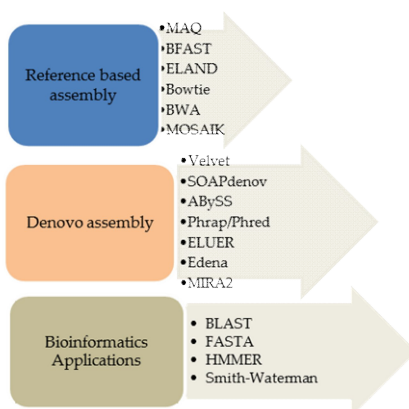 Reference based
assembly
•MAQ
•BFAST
•ELAND
•Bowtie
•BWA
•MOSAIK
Denovo assembly
•Velvet
•SOAPdenov
•ABySS
•Phrap/Phred
•ELUER
•Edena
•MIRA2
Bioinformatics
Applications
• BLAST
• FASTA
• HMMER
• Smith-Waterman